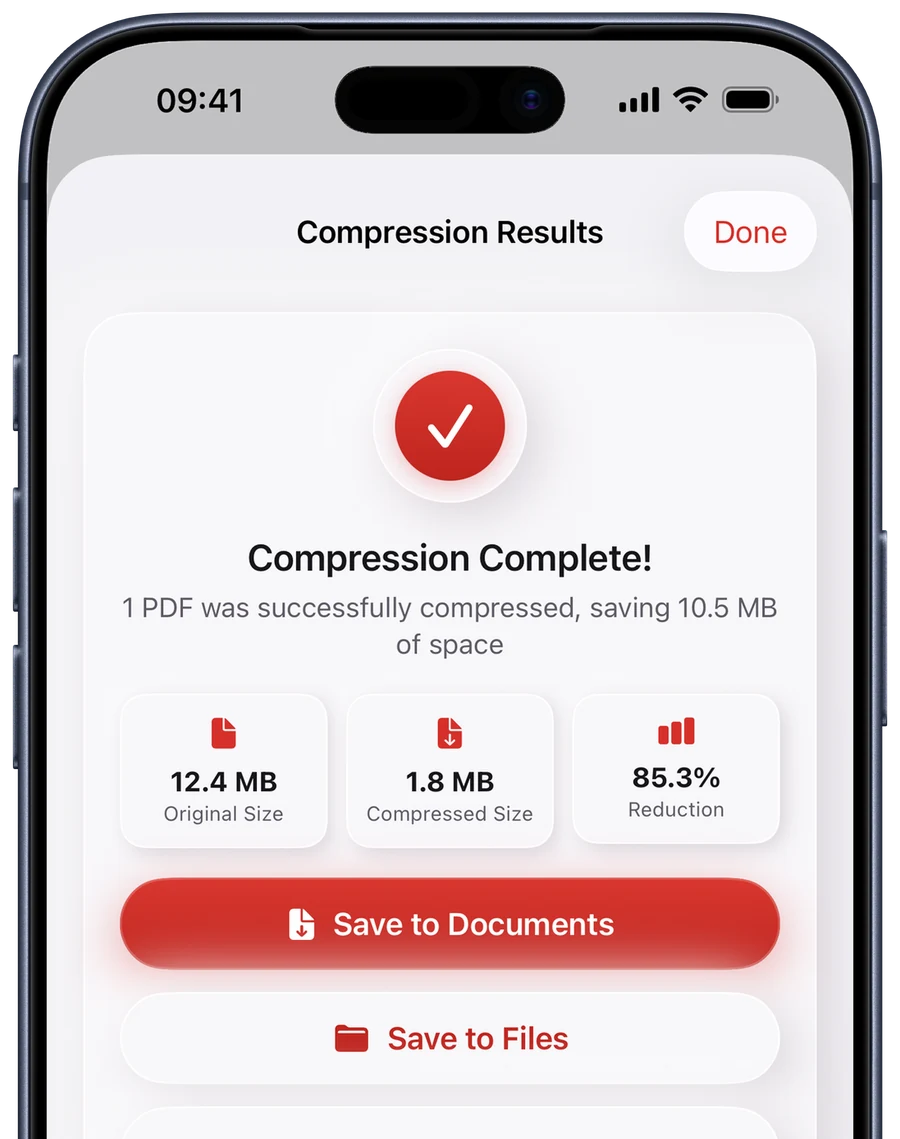 09:41
Compression Results
Done
Compression Complete!
1 PDF was successfully compressed, saving 10.5 MB
of space
12.4 MB
Original Size
1.8 MB
Compressed Size
85.3%
Reduction
Save to Documents
Save to Files